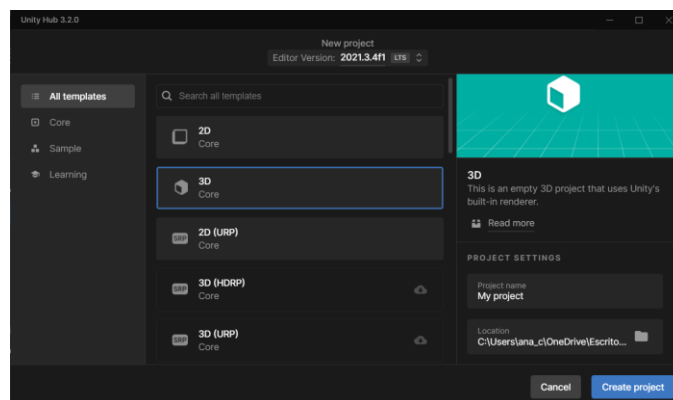 Unity Hub 3.2.0
New project
Editor Version: 2021.3.4f1 LTS
All templates
Core
Sample
Learning
Search all templates
2D
Core
3D
Core
SRP
2D (URP)
Core
SRP
3D (HDRP)
Core
SRP
3D (URP)
Core
3D
This is an empty 3D project that uses Unity's
built-in renderer.
Read more
PROJECT SETTINGS
Project name
My project
Location
C:\Users\ana_c\OneDrive\Escrito...
Cancel
Create project